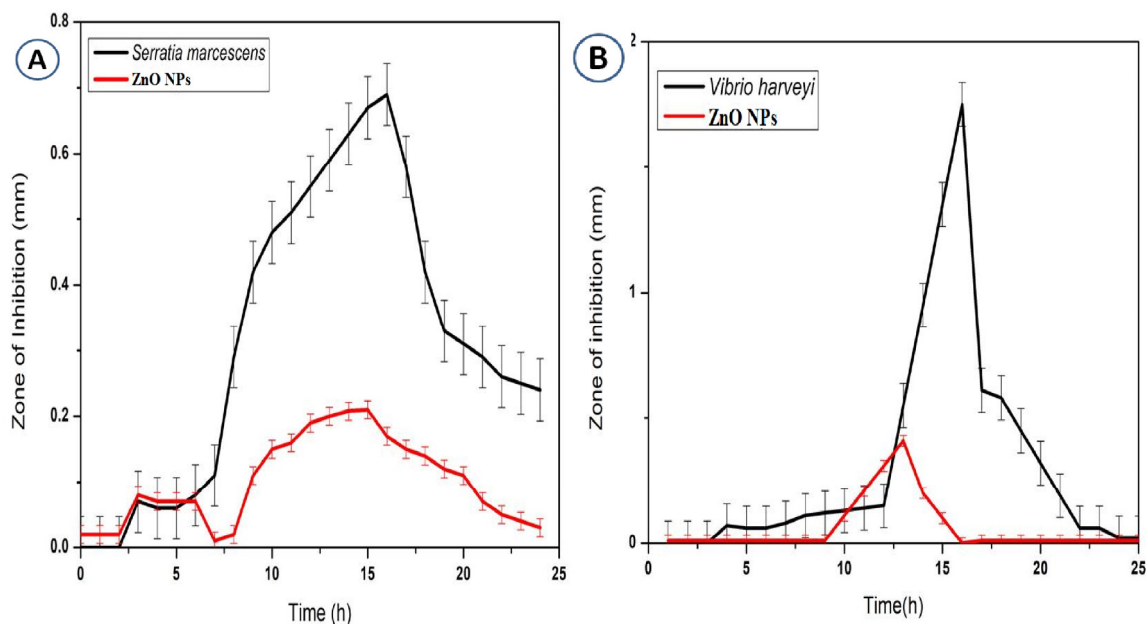 A
Serratia marcescens
ZnO NPs
Zone of Inhibition (mm)
0.8
0.6
0.4
0.2
0.0
0 5 10 15 20 25
Time (h)
B
Vibrio harveyi
ZnO NPs
Zone of inhibition (mm)
2
1
0
0 5 10 15 20 25
Time(h)